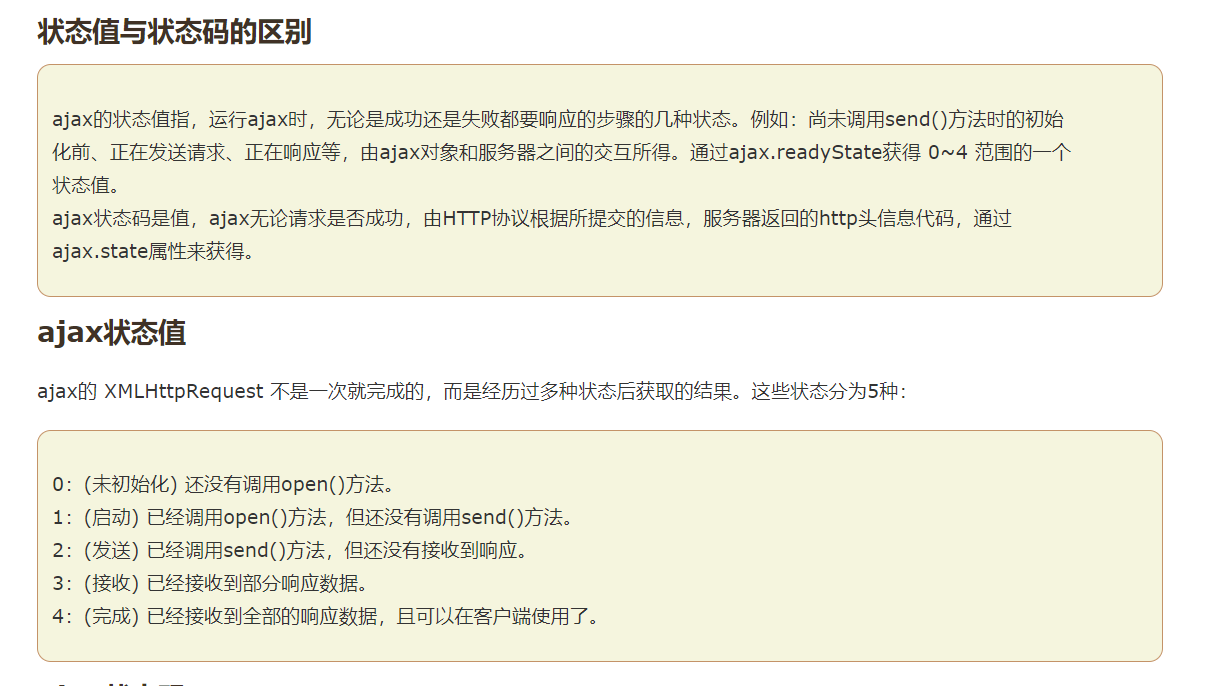 状态值与状态码的区别
ajax的状态值指，运行ajax时，无论是成功还是失败都要响应的步骤的几种状态。例如：尚未调用send()方法时的初始
化前、正在发送请求、正在响应等，由ajax对象和服务器之间的交互所得。通过ajax.readyState获得 0~4 范围的一个
状态值。
ajax状态码是值，ajax无论请求是否成功，由HTTP协议根据所提交的信息，服务器返回的http头信息代码，通过
ajax.state属性来获得。
ajax状态值
ajax的 XMLHttpRequest 不是一次就完成的，而是经历过多种状态后获取的结果。这些状态分为5种：
0：(未初始化) 还没有调用open()方法。
1：(启动) 已经调用open()方法，但还没有调用send()方法。
2：(发送) 已经调用send()方法，但还没有接收到响应。
3：(接收) 已经接收到部分响应数据。
4：(完成) 已经接收到全部的响应数据，且可以在客户端使用了。